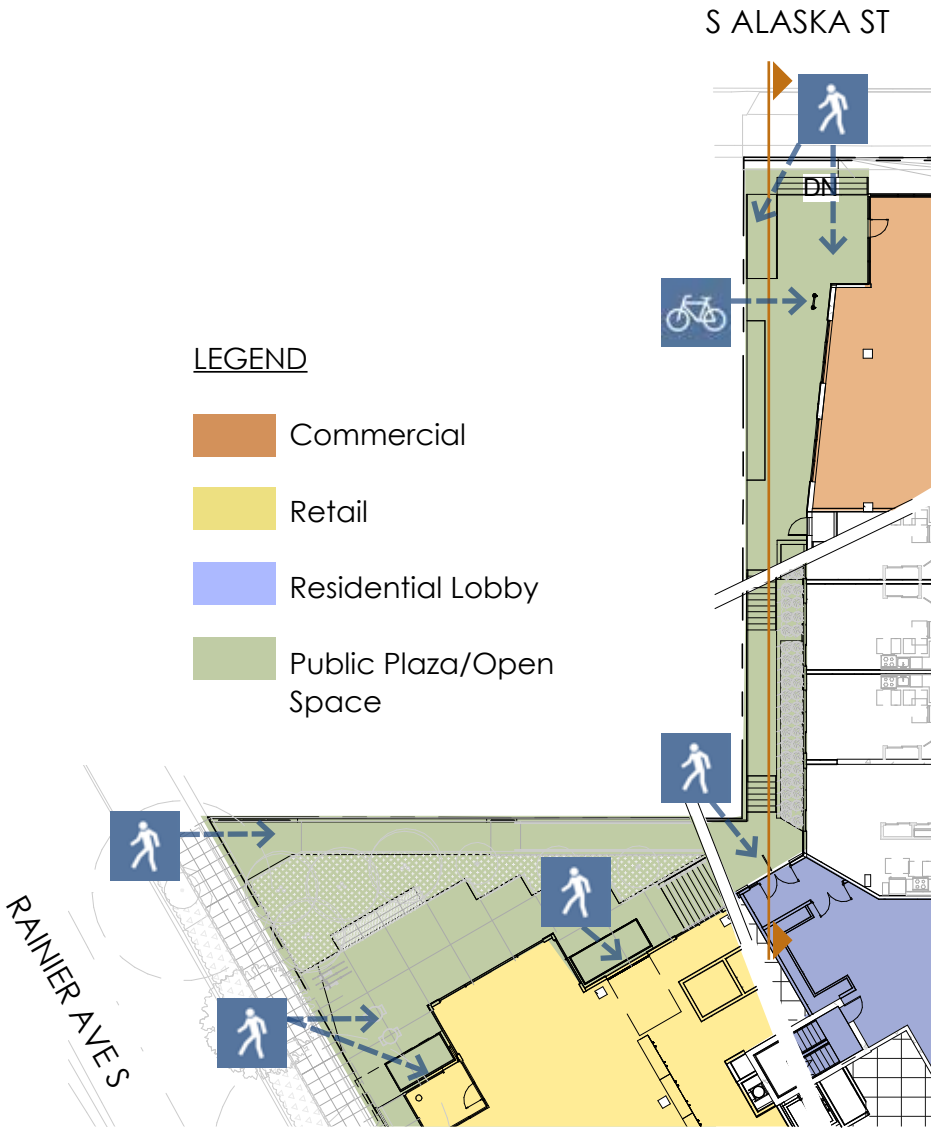 S ALASKA ST
DN
LEGEND
Commercial
Retail
Residential Lobby
Public Plaza/Open
Space
RAINIER AVE S